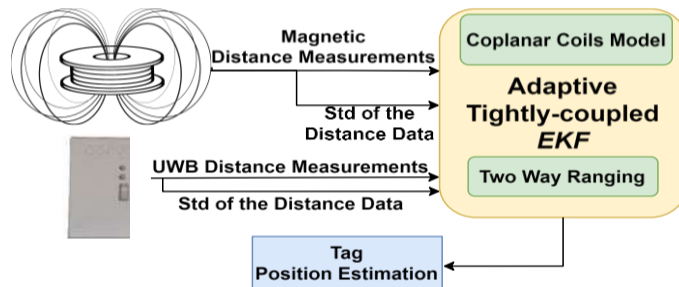 Magnetic
Distance Measurements
Std of the
Distance Data
UWB Distance Measurements
Std of the Distance Data
Coplanar Coils Model
Adaptive
Tightly-coupled
EKF
Two Way Ranging
Tag
Position Estimation